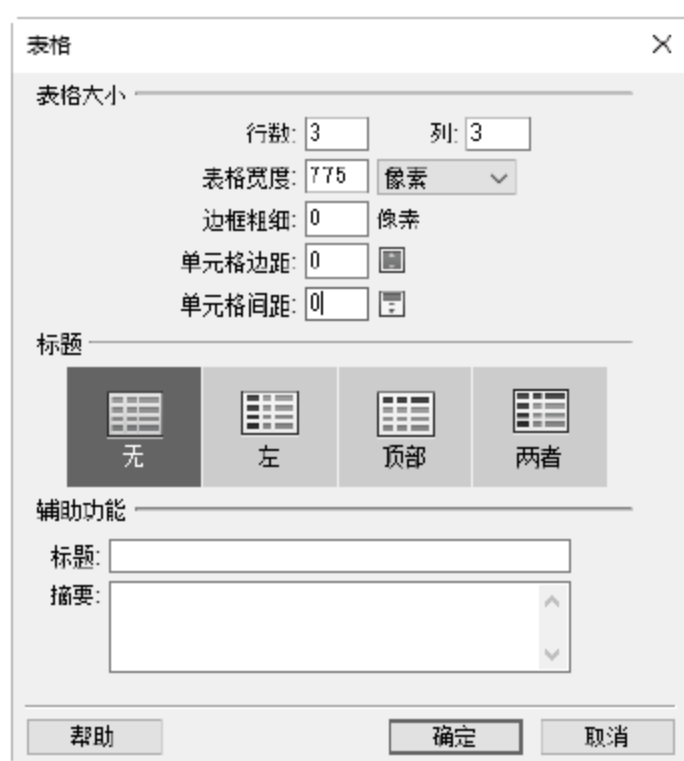 表格
表格大小
行数: 3 列: 3
表格宽度: 775 像素
边框粗细: 0 像素
单元格边距: 0
单元格间距: 0
标题
无 左 顶部 两者
辅助功能
标题:
摘要:
帮助 确定 取消